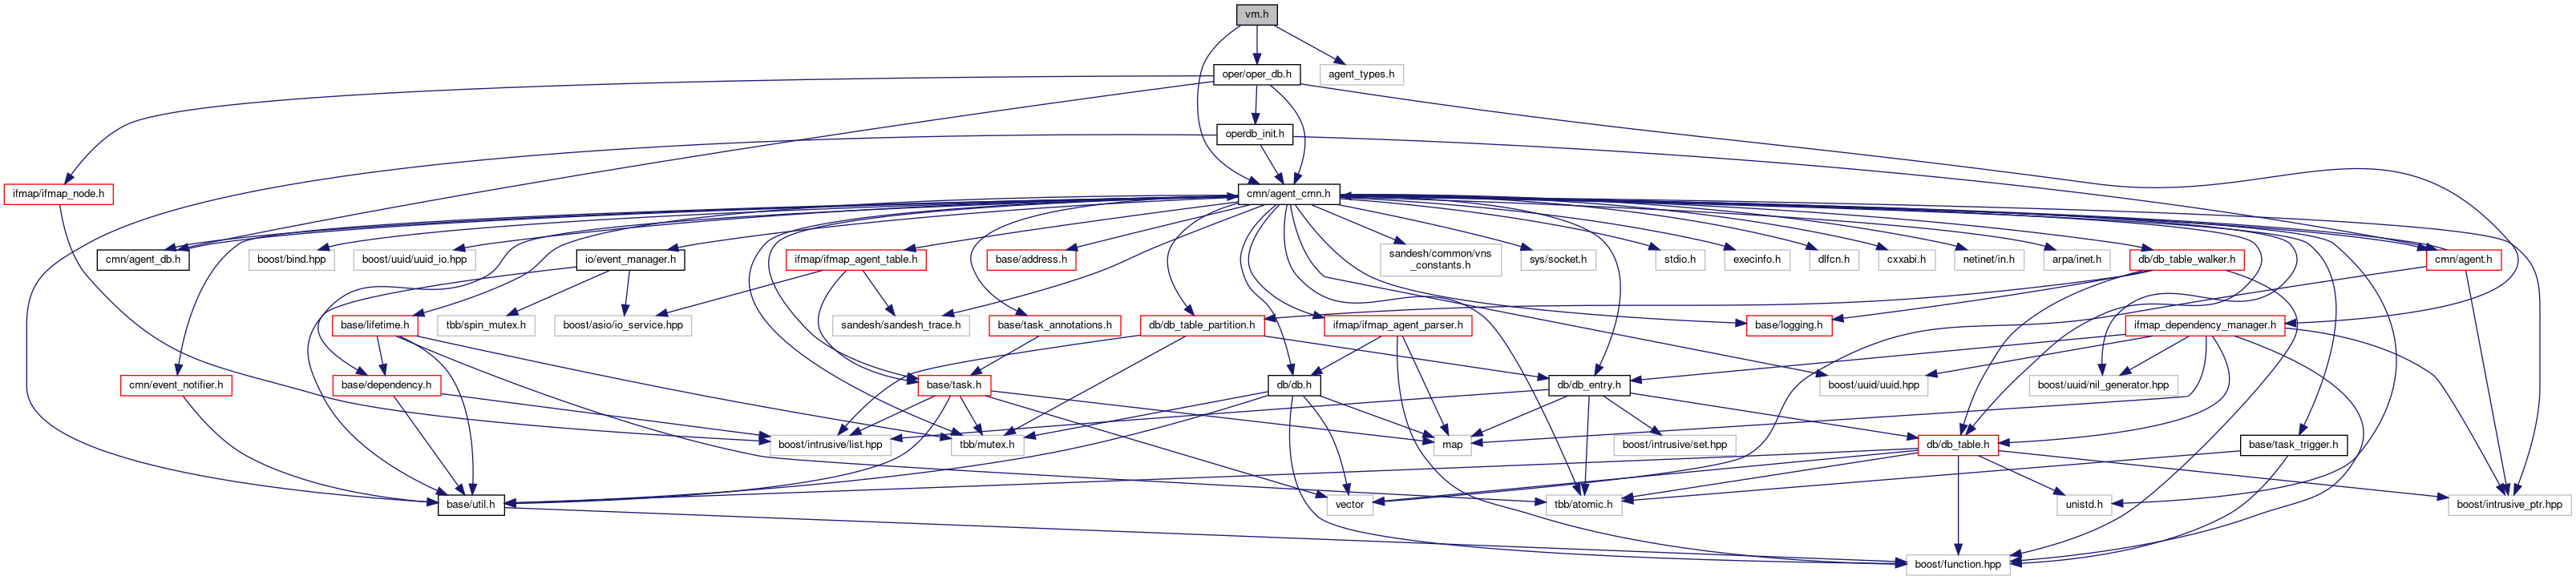 vm.h
oper/oper_db.h
agent_types.h
operdb_init.h
ifmap/ifmap_node.h
cmn/agent_cmn.h
cmn/agent_db.h
boost/bind.hpp
boost/uuid/uuid_io.hpp
io/event_manager.h
ifmap/ifmap_agent_table.h
base/address.h
sandesh/common/vns
_constants.h
sys/socket.h
stdio.h
execinfo.h
dlfcn.h
cxxabi.h
netinet/in.h
arpa/inet.h
db/db_table_walker.h
cmn/agent.h
base/lifetime.h
tbb/spin_mutex.h
boost/asio/io_service.hpp
sandesh/sandesh_trace.h
base/task_annotations.h
db/db_table_partition.h
ifmap/ifmap_agent_parser.h
base/logging.h
ifmap_dependency_manager.h
cmn/event_notifier.h
base/dependency.h
base/task.h
db/db.h
db/db_entry.h
boost/uuid/uuid.hpp
boost/uuid/nil_generator.hpp
boost/intrusive/list.hpp
tbb/mutex.h
map
boost/intrusive/set.hpp
db/db_table.h
base/task_trigger.h
base/util.h
vector
tbb/atomic.h
unistd.h
boost/intrusive_ptr.hpp
boost/function.hpp